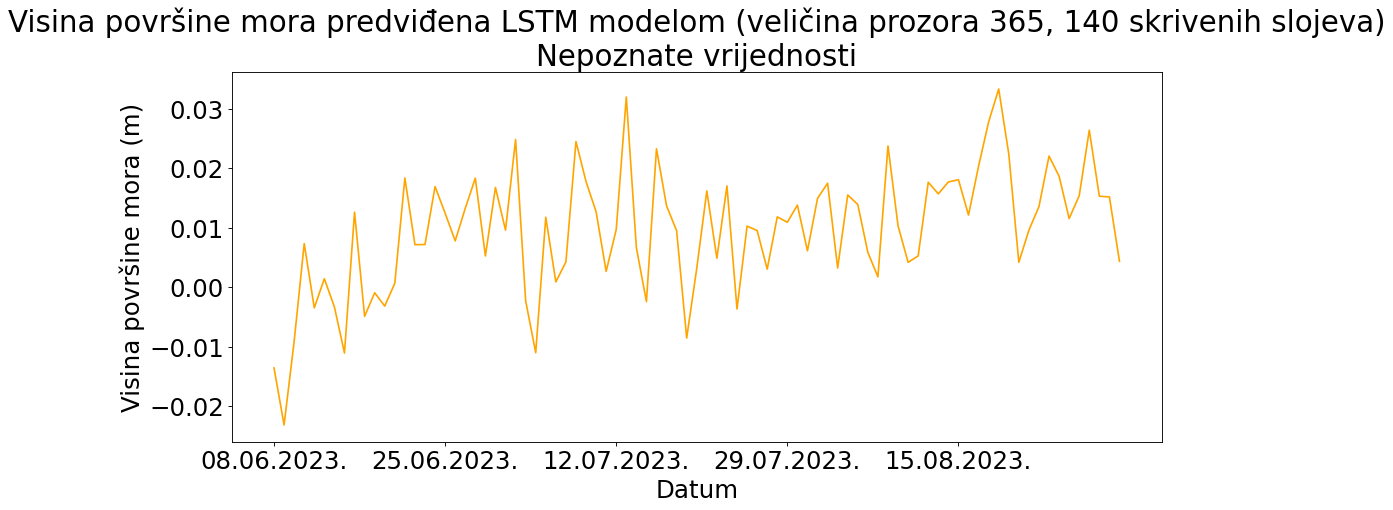 Visina površine mora predviđena LSTM modelom (veličina prozora 365, 140 skrivenih slojeva)
Nepoznate vrijednosti
Visina površine mora (m)
0.03
0.02
0.01
0.00
−0.01
−0.02
08.06.2023. 25.06.2023. 12.07.2023. 29.07.2023. 15.08.2023.
Datum